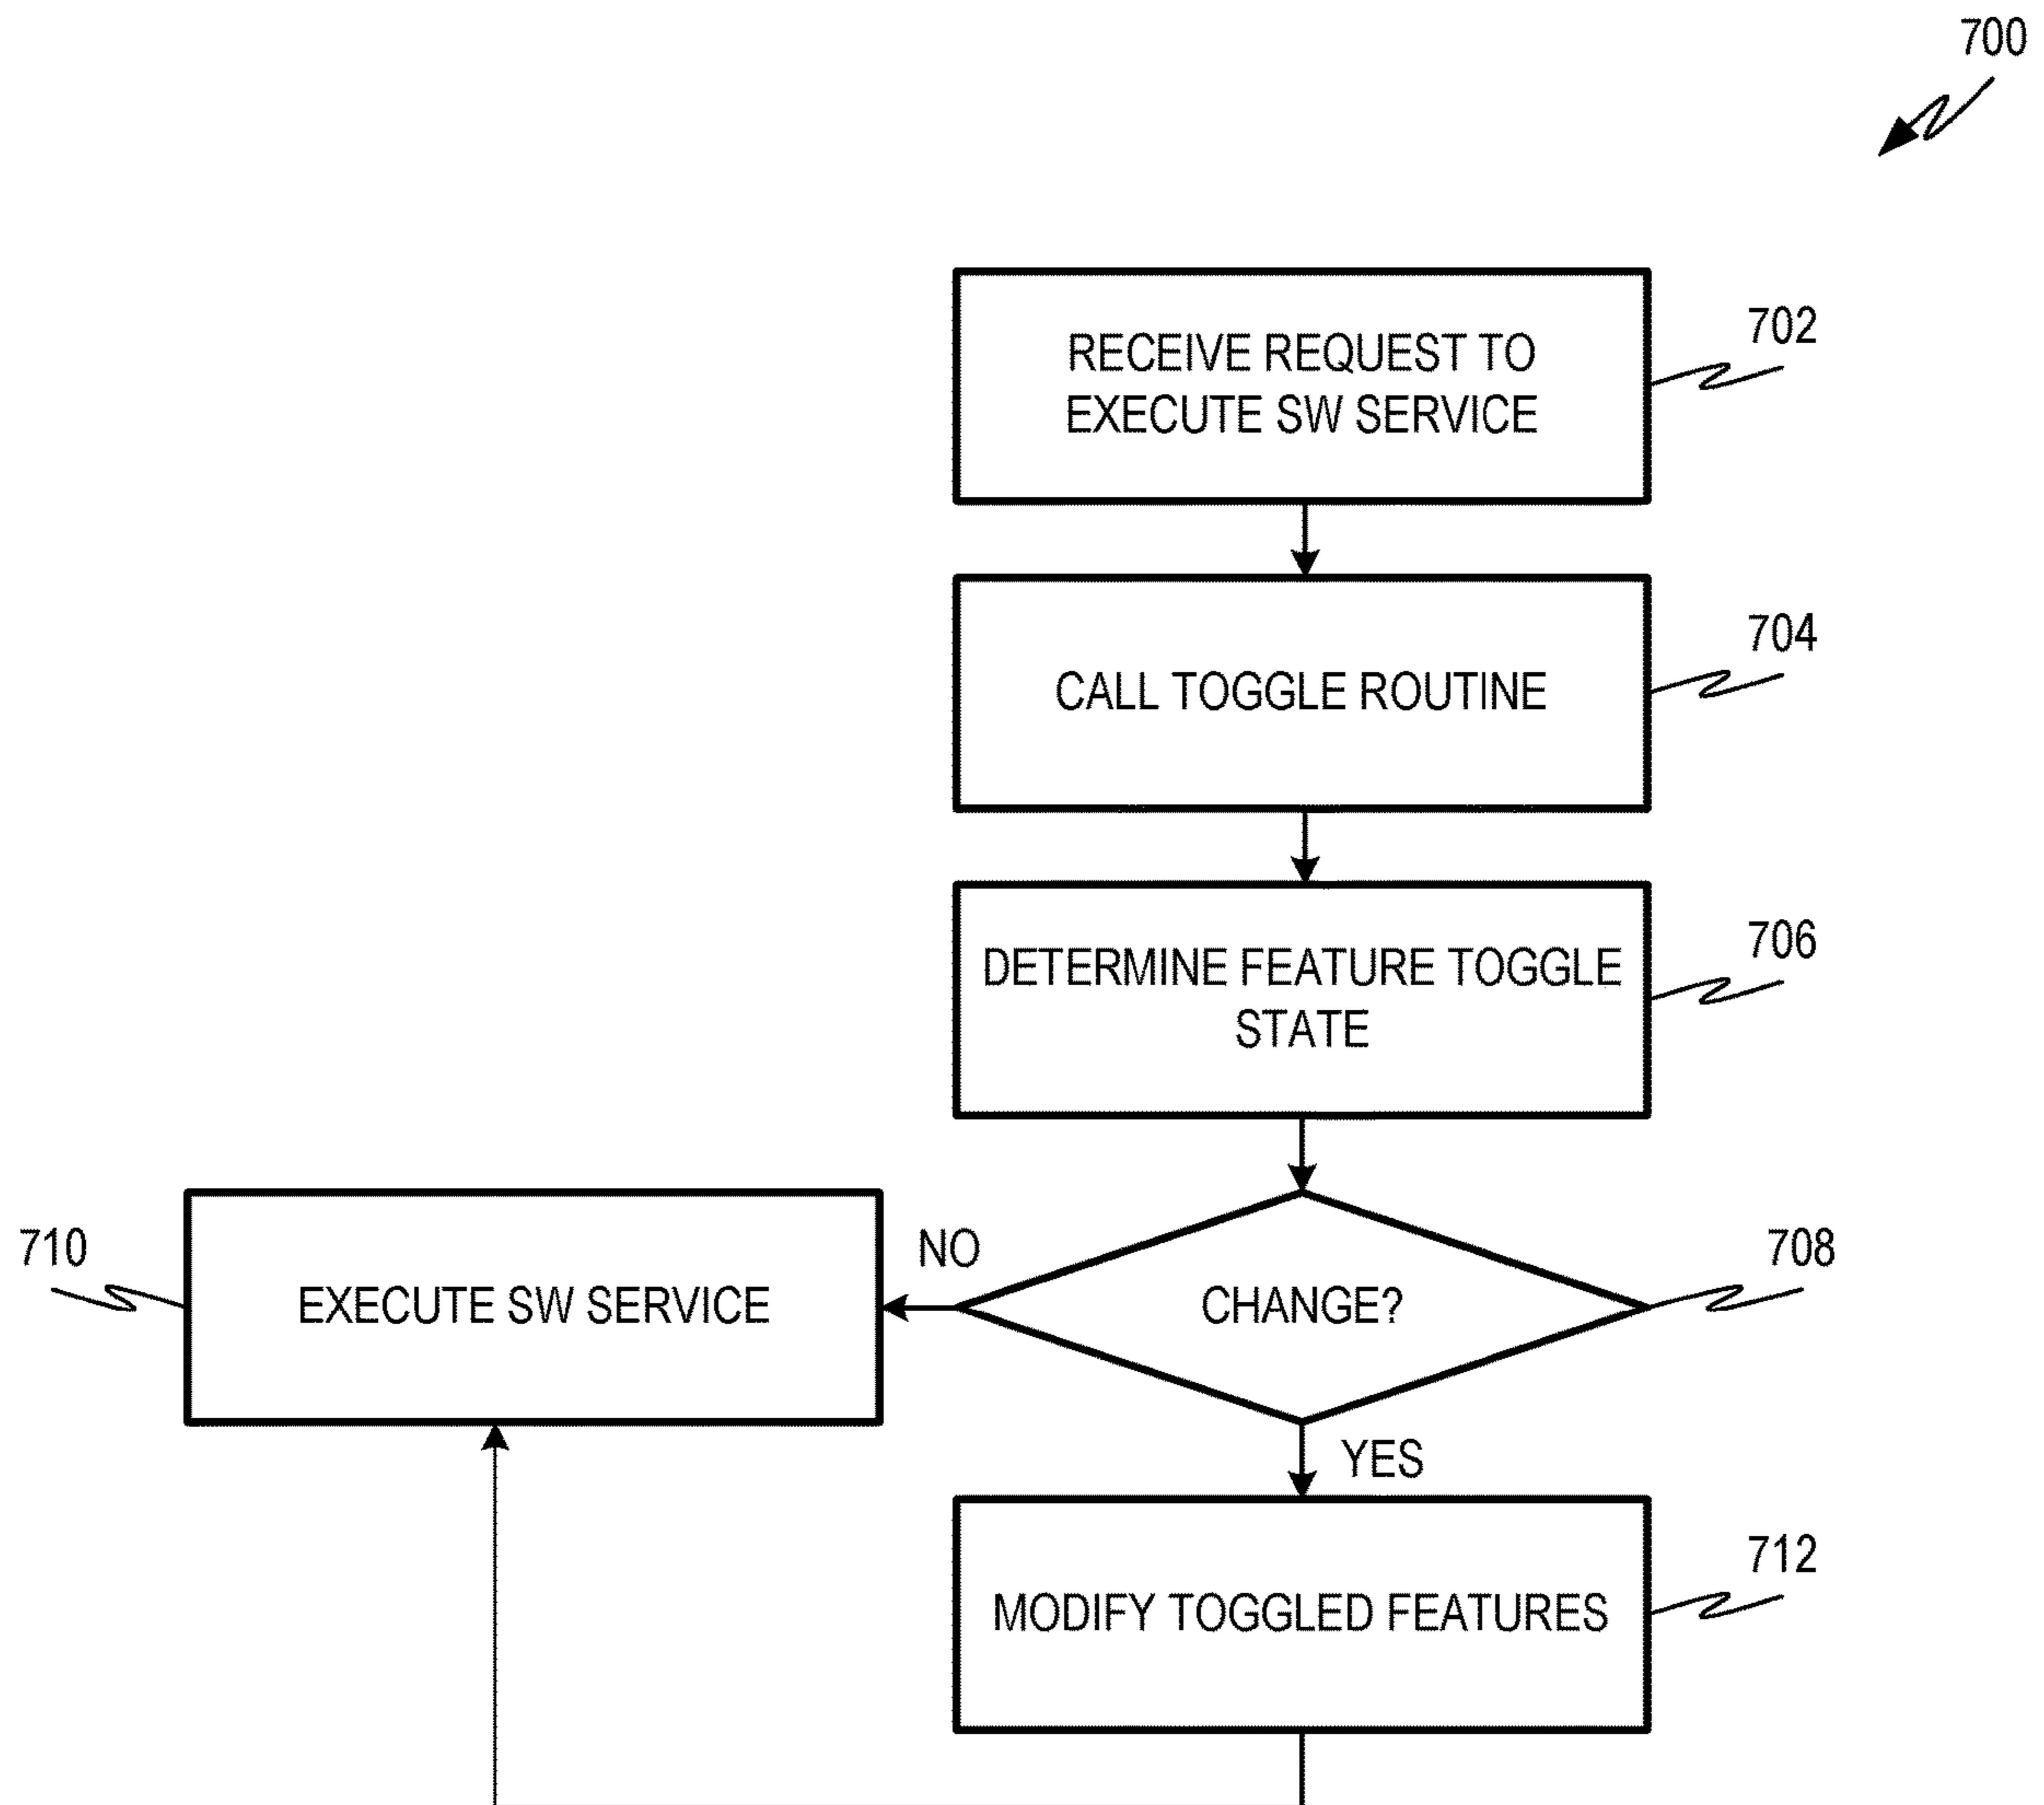 700
RECEIVE REQUEST TO
EXECUTE SW SERVICE
702
CALL TOGGLE ROUTINE
704
DETERMINE FEATURE TOGGLE
STATE
706
710
EXECUTE SW SERVICE
NO
CHANGE?
708
YES
MODIFY TOGGLED FEATURES
712